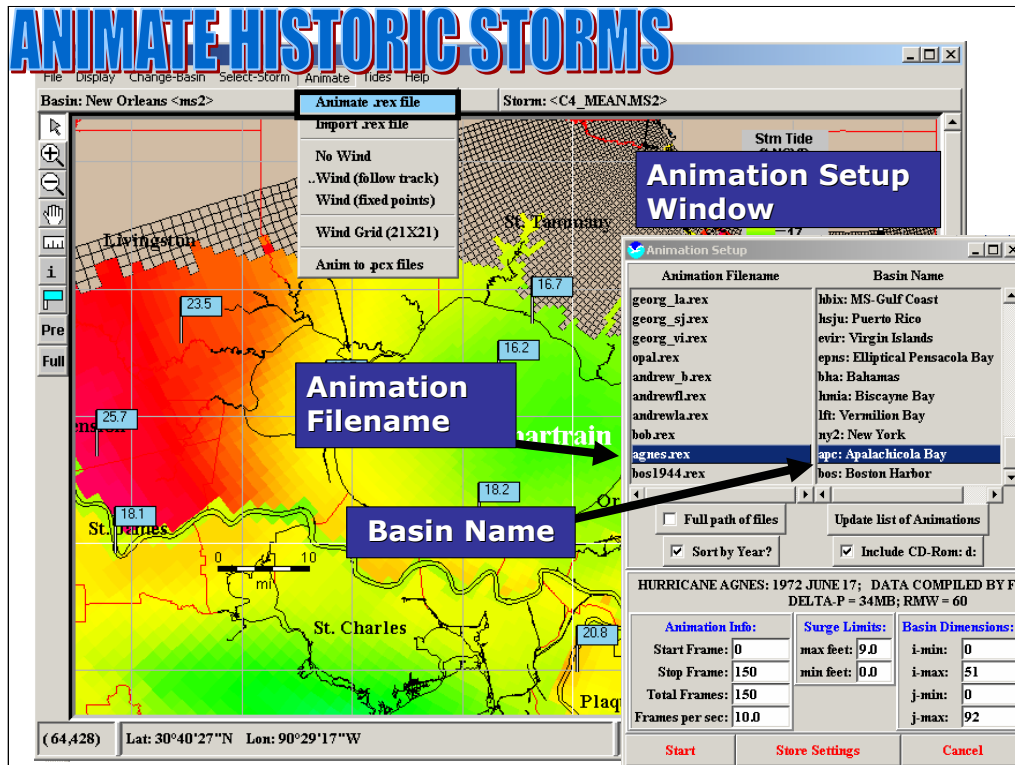 ANIMATE HISTORIC STORMS
File Display Change-Basin Select-Storm Animate Tides Help
Basin: New Orleans <ms2>
Storm: <C4_MEAN.MS2>
Animate .rex file
Import .rex file
No Wind
..Wind (follow track)
Wind (fixed points)
Wind Grid (21X21)
Anim to pcx files
i
Pre
Full
Stm Tide
17
Livingston
St. Tammany
23.5
16.7
16.2
25.7
18.2
18.1
20.8
St. James
St. Charles
Plaq
Or
partrain
0 10
mi
Animation Setup
Window
Animation
Filename
Basin Name
Animation Setup
Animation Filename
Basin Name
georg_la.rex
hbix: MS-Gulf Coast
georg_sj.rex
hsju: Puerto Rico
georg_vi.rex
evir: Virgin Islands
opal.rex
epns: Elliptical Pensacola Bay
andrew_b.rex
bha: Bahamas
andrewfl.rex
hmia: Biscayne Bay
andrewla.rex
lft: Vermilion Bay
bob.rex
ny2: New York
agnes.rex
apc: Apalachicola Bay
bos1944.rex
bos: Boston Harbor
Full path of files
Update list of Animations
Sort by Year?
Include CD-Rom: d:
HURRICANE AGNES: 1972 JUNE 17; DATA COMPILED BY F
DELTA-P = 34MB; RMW = 60
Animation Info:
Start Frame: 0
Stop Frame: 150
Total Frames: 150
Frames per sec: 10.0
Surge Limits:
max feet: 9.0
min feet: 0.0
Basin Dimensions:
i-min: 0
i-max: 51
j-min: 0
j-max: 92
Start
Store Settings
Cancel
(64,428)
Lat: 30°40'27"N Lon: 90°29'17"W